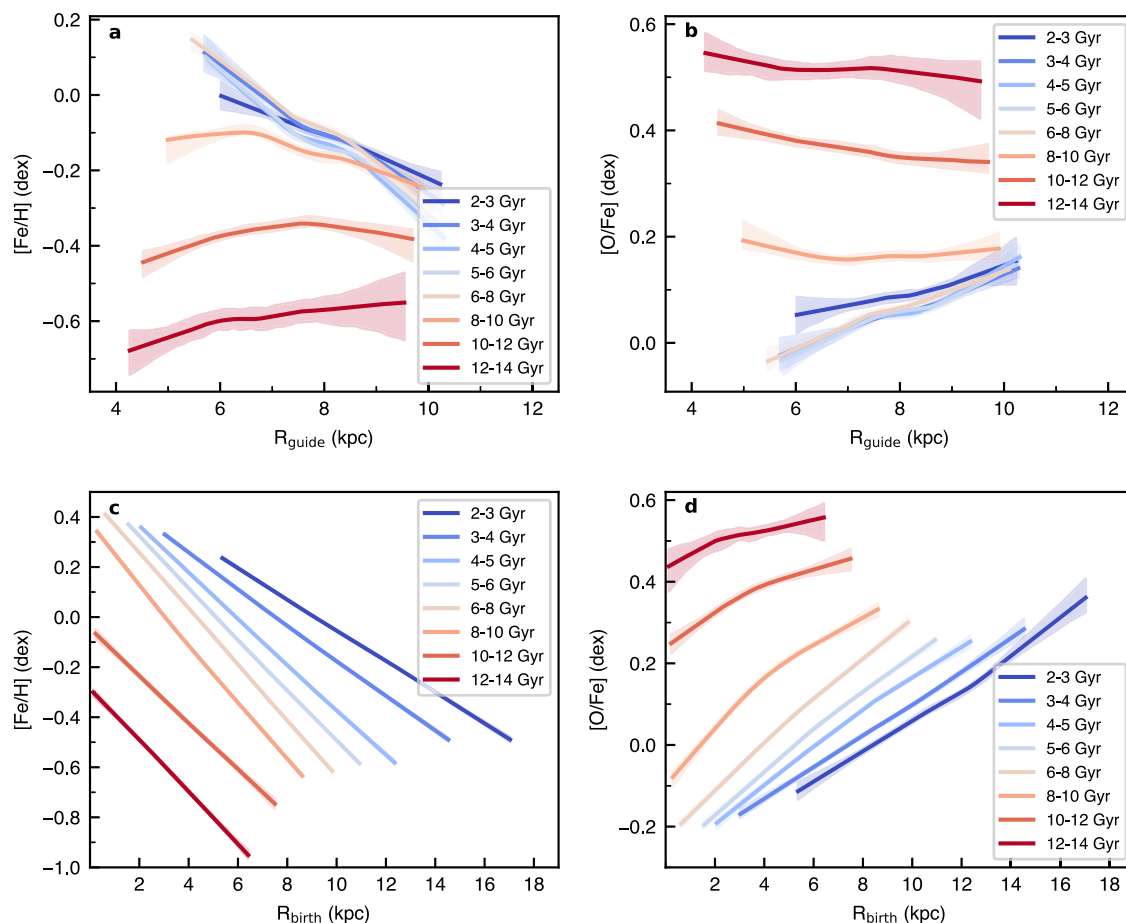 a
[Fe/H] (dex)
0.2
0.0
−0.2
−0.4
−0.6
2-3 Gyr
3-4 Gyr
4-5 Gyr
5-6 Gyr
6-8 Gyr
8-10 Gyr
10-12 Gyr
12-14 Gyr
4 6 8 10 12
R_guide (kpc)
b
[O/Fe] (dex)
0.6
0.4
0.2
0.0
2-3 Gyr
3-4 Gyr
4-5 Gyr
5-6 Gyr
6-8 Gyr
8-10 Gyr
10-12 Gyr
12-14 Gyr
4 6 8 10 12
R_guide (kpc)
c
[Fe/H] (dex)
0.4
0.2
0.0
−0.2
−0.4
−0.6
−0.8
−1.0
2-3 Gyr
3-4 Gyr
4-5 Gyr
5-6 Gyr
6-8 Gyr
8-10 Gyr
10-12 Gyr
12-14 Gyr
2 4 6 8 10 12 14 16 18
R_birth (kpc)
d
[O/Fe] (dex)
0.6
0.4
0.2
0.0
−0.2
2-3 Gyr
3-4 Gyr
4-5 Gyr
5-6 Gyr
6-8 Gyr
8-10 Gyr
10-12 Gyr
12-14 Gyr
2 4 6 8 10 12 14 16 18
R_birth (kpc)